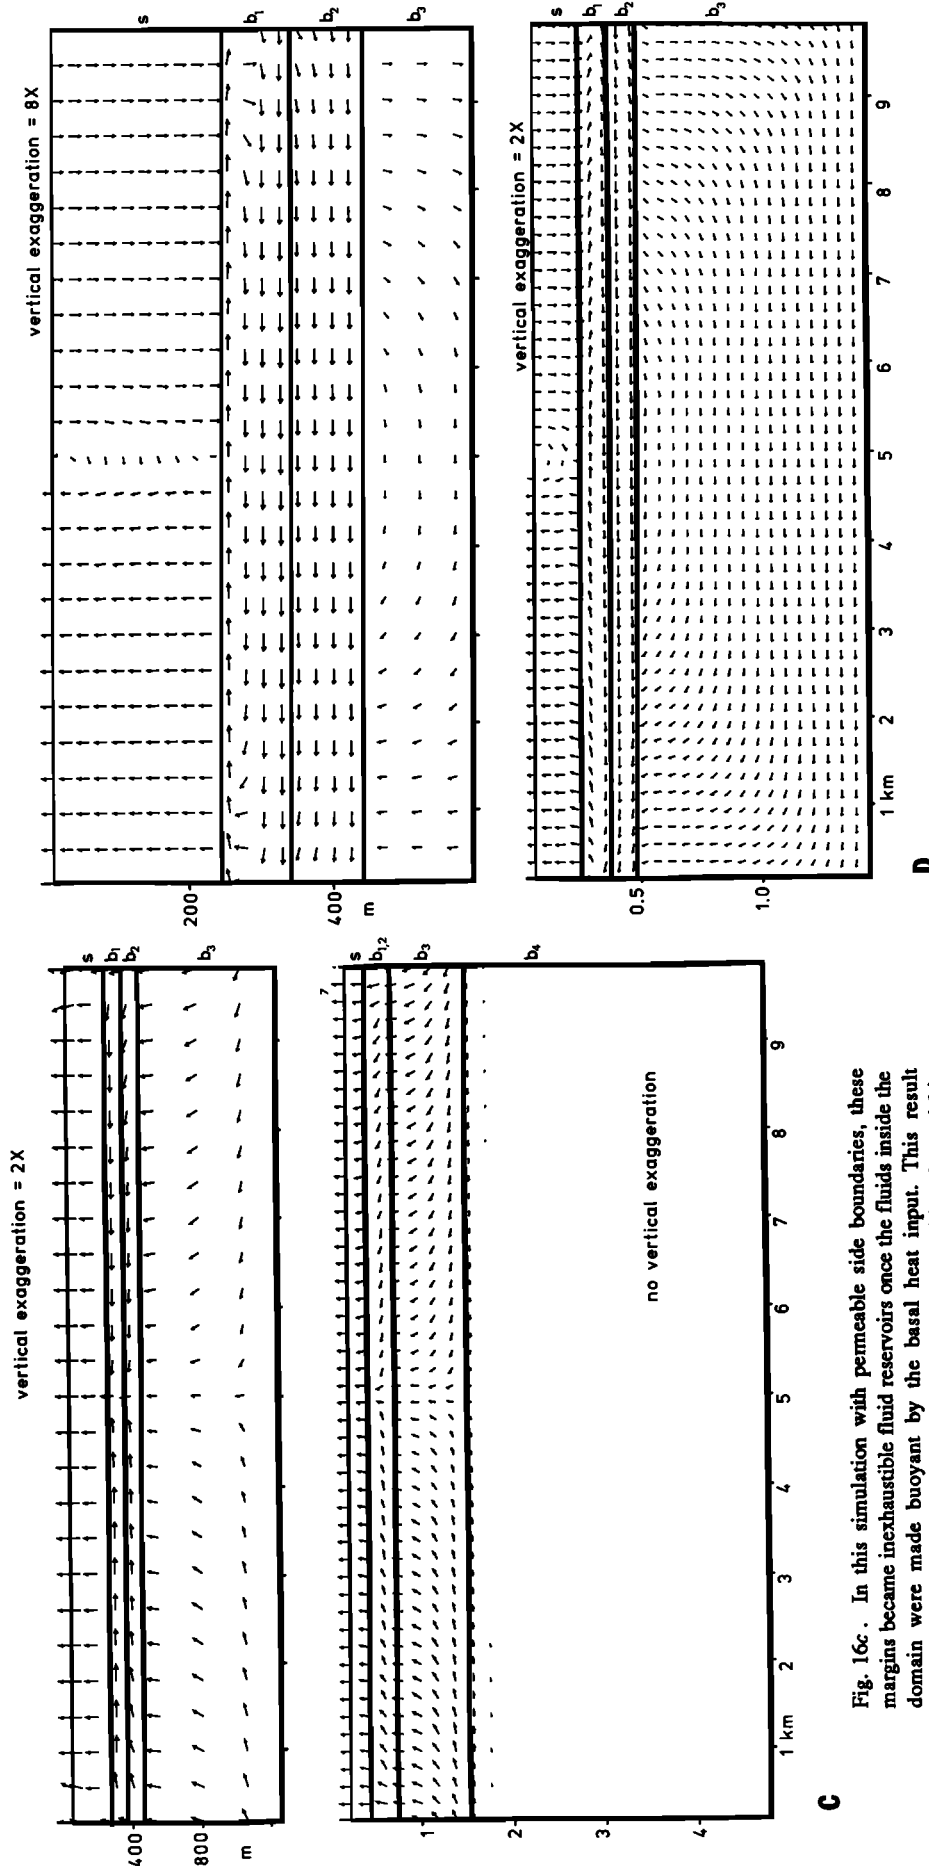 vertical exaggeration = 2X
s
b1
b2
b3
400
800
m
s
b1,2
b3
b4
7
no vertical exaggeration
1
2
3
4
1 km
2
3
4
5
6
7
8
9
C
Fig. 16c . In this simulation with permeable side boundaries, these
margins became inexhaustible fluid reservoirs once the fluids inside the
domain were made buoyant by the basal heat input. This result
vertical exaggeration = 8X
s
b1
b2
b3
200
400
m
vertical exaggeration = 2X
s
b1
b2
b3
0.5
1.0
1 km
2
3
4
5
6
7
8
9
D